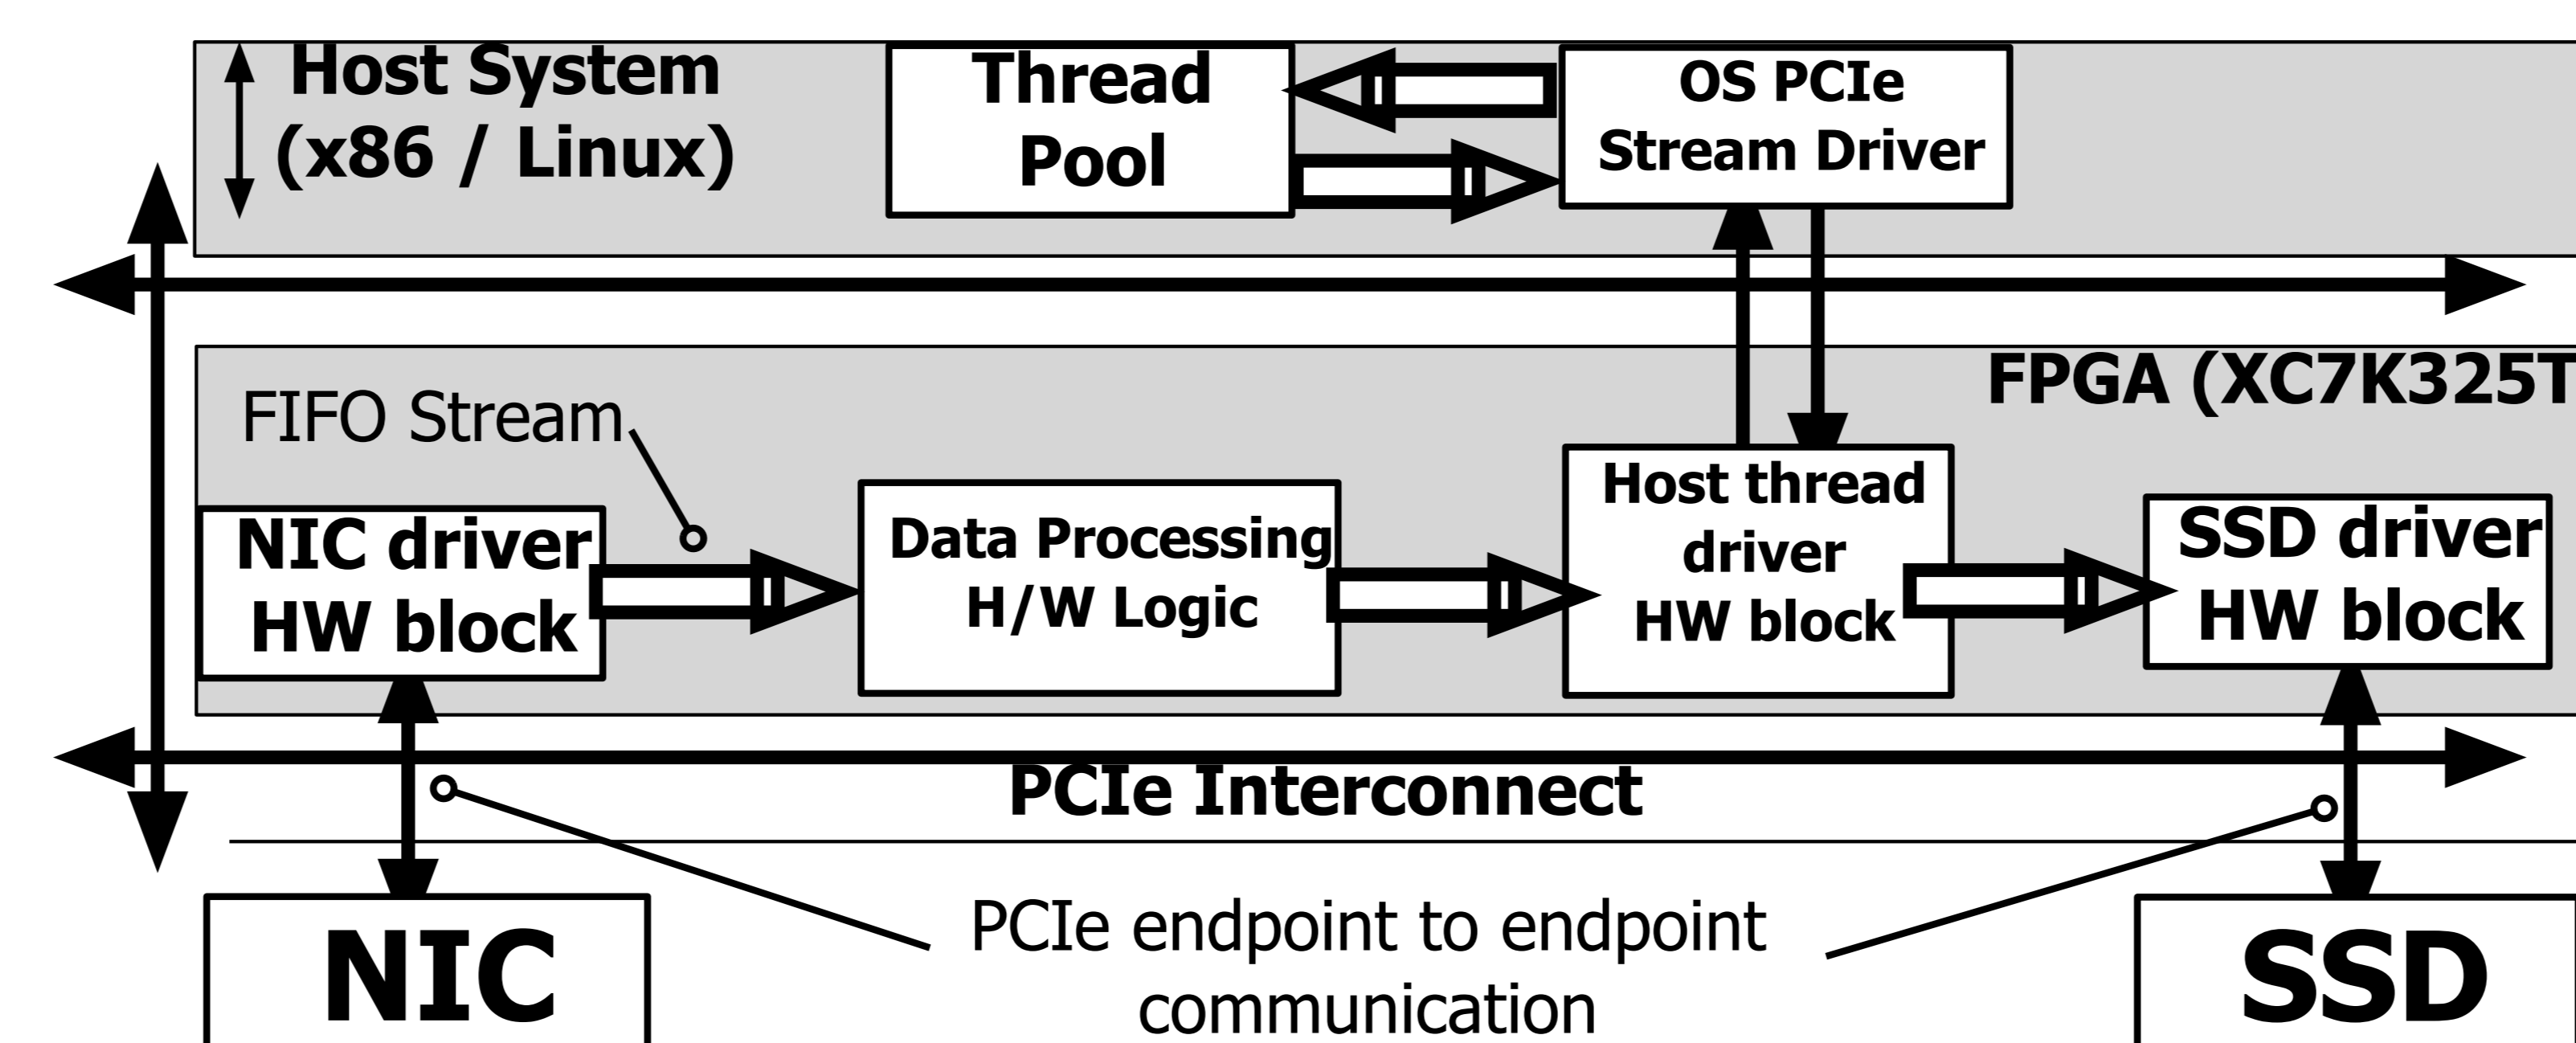 Host System
(x86 / Linux)
Thread
Pool
OS PCIe
Stream Driver
FPGA (XC7K325T
FIFO Stream
NIC driver
HW block
Data Processing
H/W Logic
Host thread
driver
HW block
SSD driver
HW block
PCIe Interconnect
NIC
PCIe endpoint to endpoint
communication
SSD